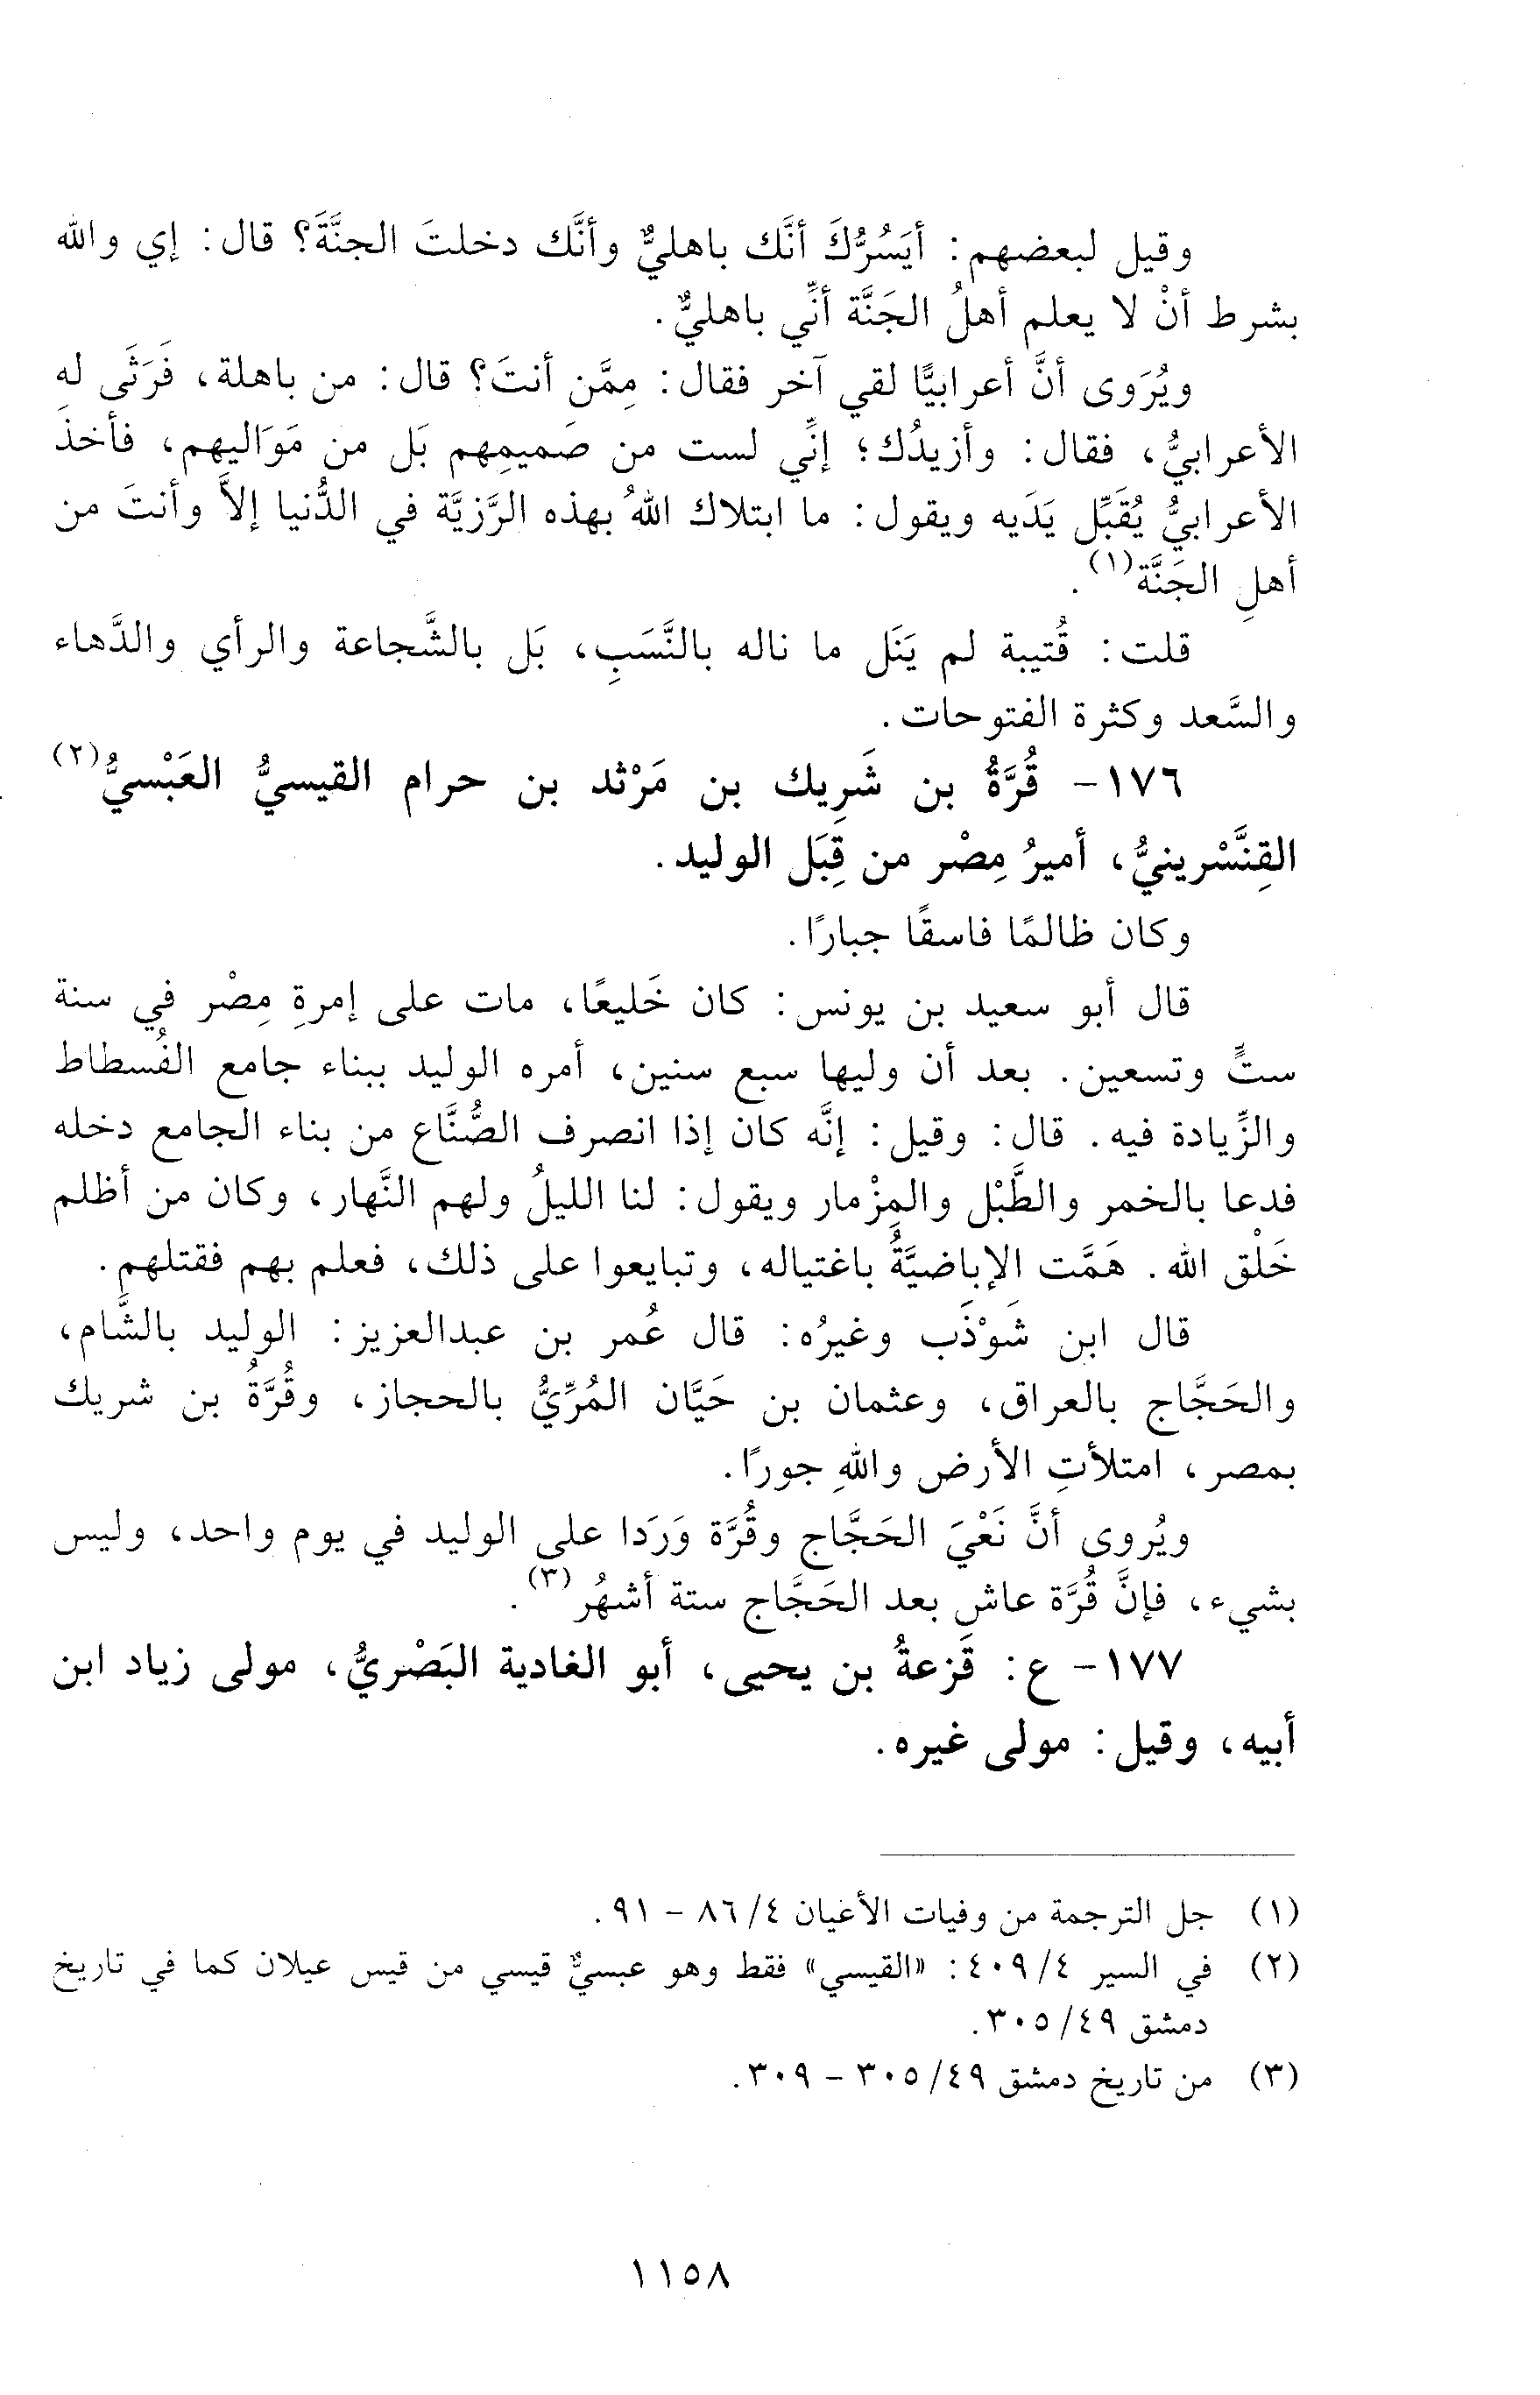 وقيل لبعضهم: أيَسُرُّكَ أنَّك باهليٌّ وأنَّك دخلتَ الجنَّةَ؟ قال: إي والله
بشرط أنْ لا يعلم أهلُ الجَنَّة أنِّي باهليٌّ.
ويُرَوى أنَّ أعرابيًّا لقي آخر فقال: مِمَّن أنتَ؟ قال: من باهلة، فَرَثَى له
الأعرابيُّ، فقال: وأزيدُك؛ إنِّي لست من صَميمِهم بَل من مَوَاليهم، فأخذَ
الأعرابيُّ يُقَبِّل يَدَيه ويقول: ما ابتلاك اللهُ بهذه الرَّزيَّة في الدُّنيا إلاَّ وأنتَ من
أهلِ الجَنَّة(١).
قلت: قُتيبة لم يَنَل ما ناله بالنَّسَبِ، بَل بالشَّجاعة والرأي والدَّهاء
والسَّعد وكثرة الفتوحات.
١٧٦- قُرَّةُ بن شَرِيك بن مَرْثد بن حرام القيسيُّ العَبْسيُّ(٢)
القِنَّسْرينيُّ، أميرُ مِصْر من قِبَل الوليد.
وكان ظالمًا فاسقًا جبارًا.
قال أبو سعيد بن يونس: كان خَليعًا، مات على إمرةِ مِصْر في سنة
ستٍّ وتسعين. بعد أن وليها سبع سنين، أمره الوليد ببناء جامع الفُسطاط
والزِّيادة فيه. قال: وقيل: إنَّه كان إذا انصرف الصُّنَّاع من بناء الجامع دخله
فدعا بالخمر والطَّبْل والمِزْمار ويقول: لنا الليلُ ولهم النَّهار، وكان من أظلم
خَلْق الله. هَمَّت الإباضيَّةُ باغتياله، وتبايعوا على ذلك، فعلم بهم فقتلهم.
قال ابن شَوْذَب وغيرُه: قال عُمر بن عبدالعزيز: الوليد بالشَّام،
والحَجَّاج بالعراق، وعثمان بن حَيَّان المُرِّيُّ بالحجاز، وقُرَّةُ بن شريك
بمصر، امتلأتِ الأرض واللهِ جورًا.
ويُروى أنَّ نَعْيَ الحَجَّاج وقُرَّة وَرَدا على الوليد في يوم واحد، وليس
بشيء، فإنَّ قُرَّة عاش بعد الحَجَّاج ستة أشهُر(٣).
١٧٧- ع: قَزعةُ بن يحيى، أبو الغادية البَصْريُّ، مولى زياد ابن
أبيه، وقيل: مولى غيره.
(١) جل الترجمة من وفيات الأعيان ٤/ ٨٦ - ٩١.
(٢) في السير ٤/ ٤٠٩: «القيسي» فقط وهو عبسيٌّ قيسي من قيس عيلان كما في تاريخ
دمشق ٤٩/ ٣٠٥.
(٣) من تاريخ دمشق ٤٩/ ٣٠٥ - ٣٠٩.
١١٥٨